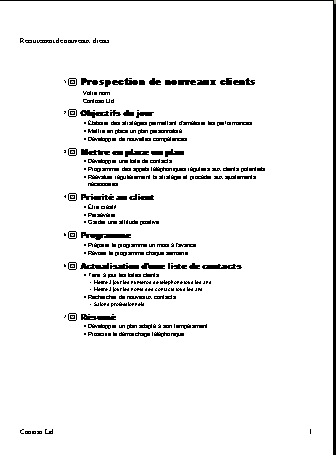 Recrutement de nouveaux clients
1 Prospection de nouveaux clients
Votre nom
Contoso Ltd
2 Objectifs du jour
• Élaborer des stratégies permettant d'améliorer les performances
• Mettre en place un plan personnalisé
• Développer de nouvelles compétences
3 Mettre en place un plan
• Développer une liste de contacts
• Programmer des appels téléphoniques réguliers aux clients potentiels
• Réévaluer régulièrement la stratégie et procéder aux ajustements
nécessaires
4 Priorité au client
• Être créatif
• Persévérer
• Garder une attitude positive
5 Programme
• Préparer le programme un mois à l'avance
• Réviser le programme chaque semaine
6 Actualisation d'une liste de contacts
• Tenir à jour les listes clients
– Mettre à jour les numéros de téléphone tous les ans
– Mettre à jour les noms des contacts tous les ans
• Rechercher de nouveaux contacts
– Salons professionnels
7 Résumé
• Développer un plan adapté à son tempérament
• Prioriser le démarchage téléphonique
Contoso Ltd
1